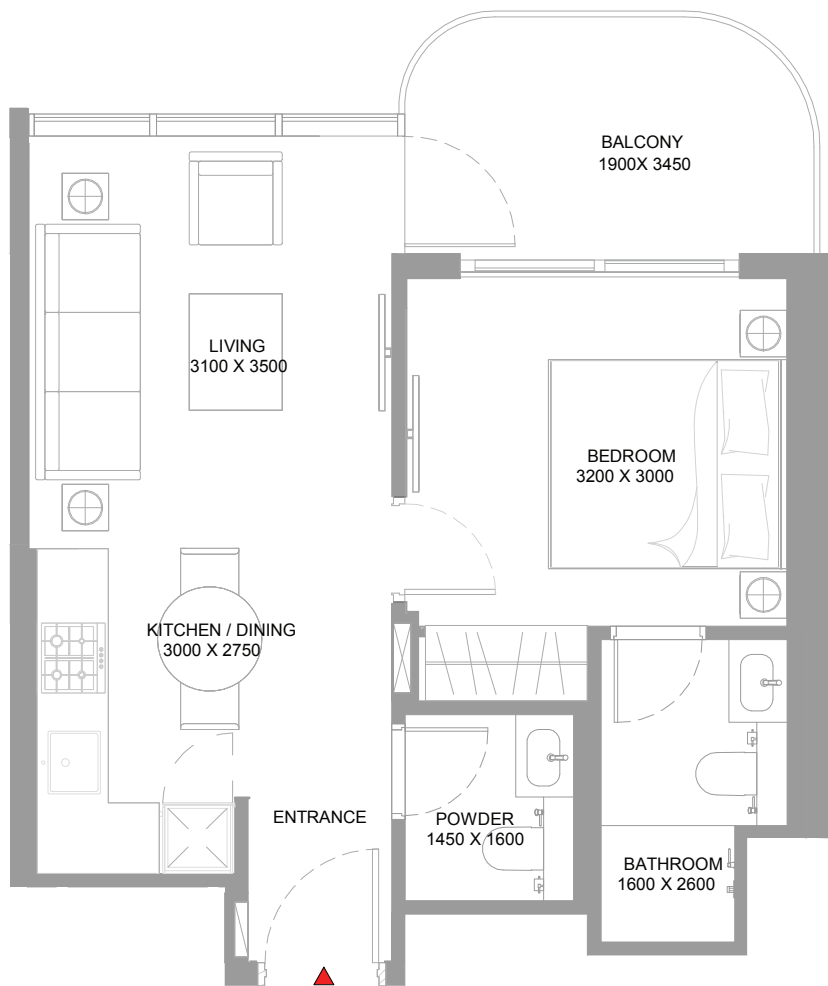 BALCONY
1900X 3450
LIVING
3100 X 3500
BEDROOM
3200 X 3000
KITCHEN / DINING
3000 X 2750
ENTRANCE
POWDER
1450 X 1600
BATHROOM
1600 X 2600